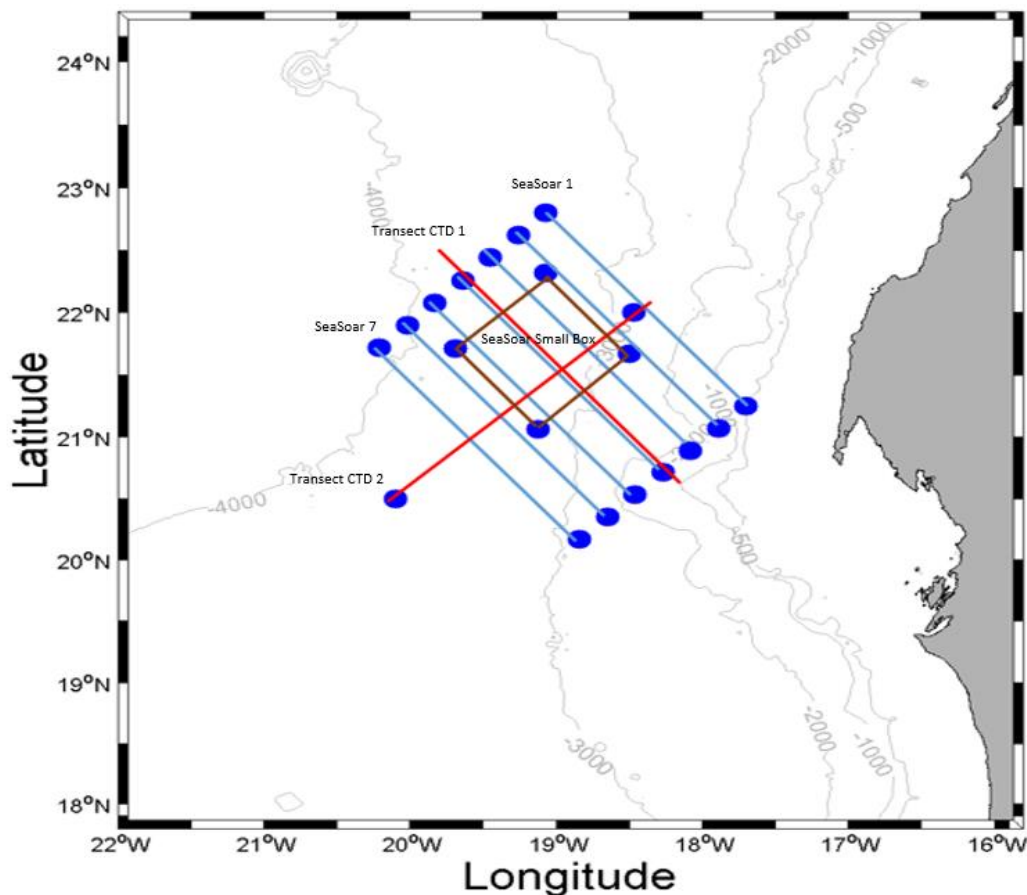 24°N
23°N
22°N
21°N
20°N
19°N
18°N
Latitude
22°W
21°W
20°W
19°W
18°W
17°W
16°W
Longitude
SeaSoar 1
Transect CTD 1
SeaSoar 7
SeaSoar Small Box
Transect CTD 2
-2000
-1000
-500
-4000
-4000
-1000
-500
-3000
-2000
-1000